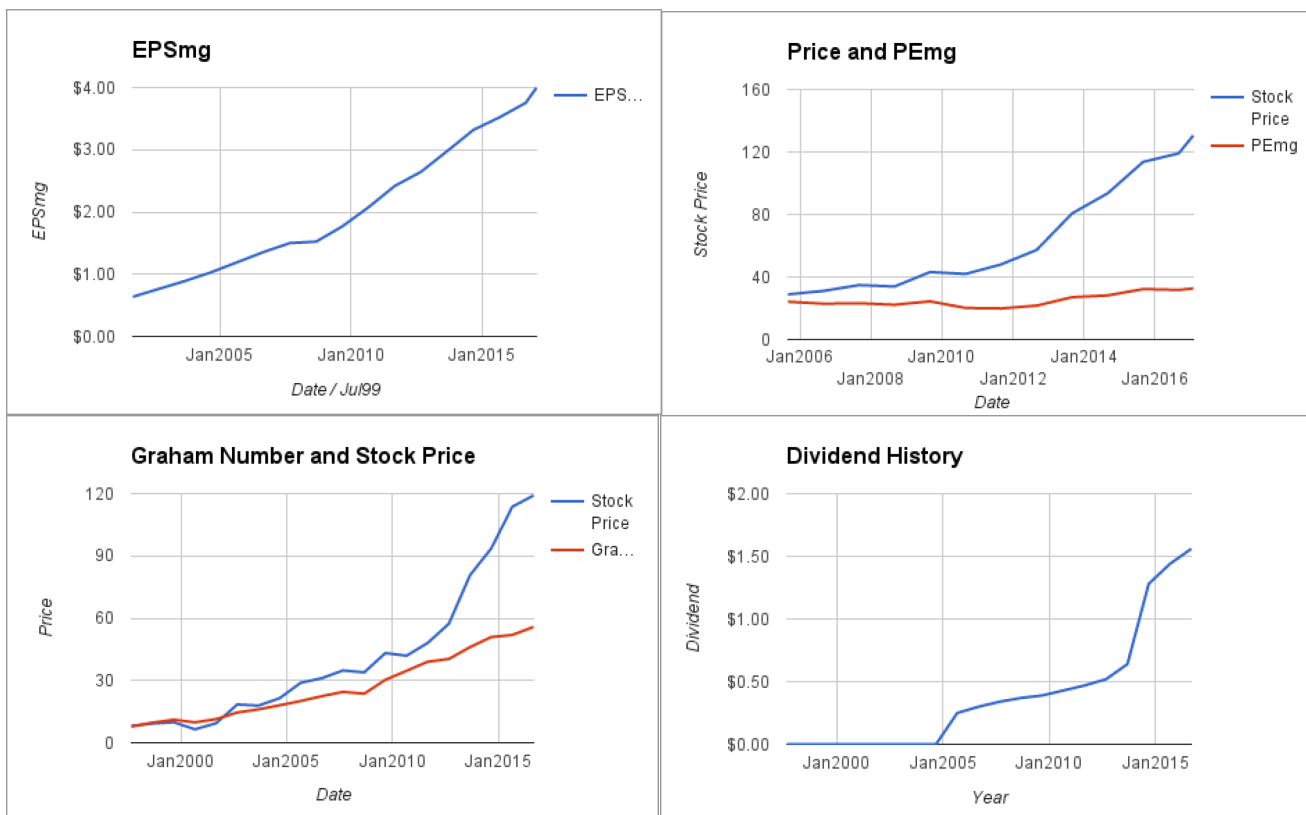 EPSmg
$4.00
$3.00
$2.00
$1.00
$0.00
EPSmg
Jan2005 Jan2010 Jan2015
Date / Jul99
EPS…
Price and PEmg
160
120
80
40
0
Stock Price
Jan2006 Jan2010 Jan2014
Jan2008 Jan2012 Jan2016
Date
Stock
Price
PEmg
Graham Number and Stock Price
120
90
60
30
0
Price
Jan2000 Jan2005 Jan2010 Jan2015
Date
Stock
Price
Gra…
Dividend History
$2.00
$1.50
$1.00
$0.50
$0.00
Dividend
Jan2000 Jan2005 Jan2010 Jan2015
Year